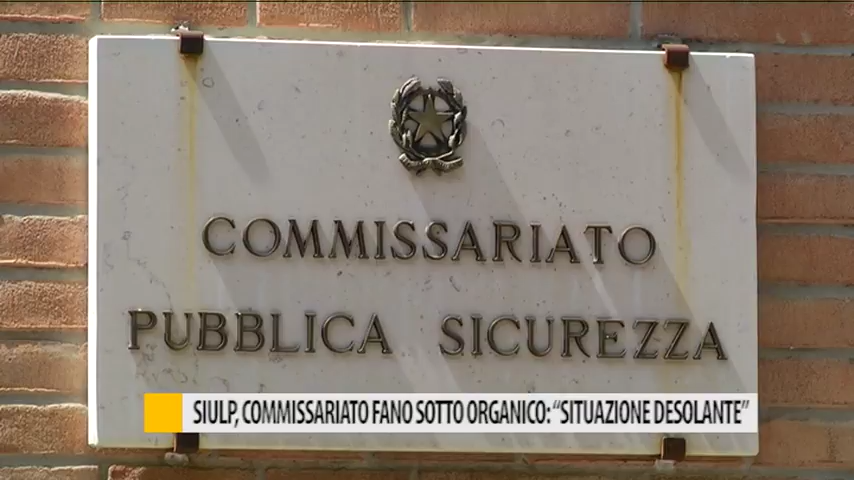 COMMISSARIATO
PUBBLICA SICUREZZA
SIULP, COMMISSARIATO FANO SOTTO ORGANICO: “SITUAZIONE DESOLANTE”